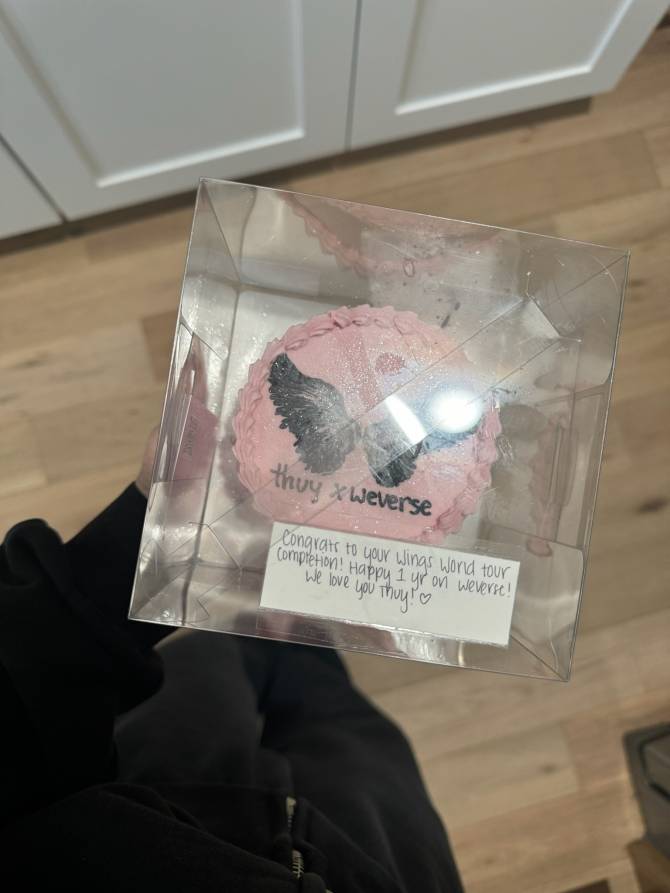 thuy x weverse
Congrats to your wings world tour
completion! Happy 1 yr on weverse!
We love you Thuy! ♡